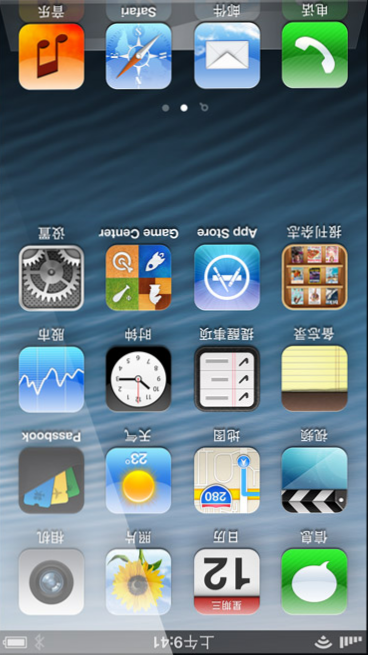 上午9:41
信息 日历 照片 相机
星期三
12
视频 地图 天气 Passbook
280
23°
备忘录 提醒事项 时钟 股市
报刊杂志 App Store Game Center 设置
电话 邮件 Safari 音乐